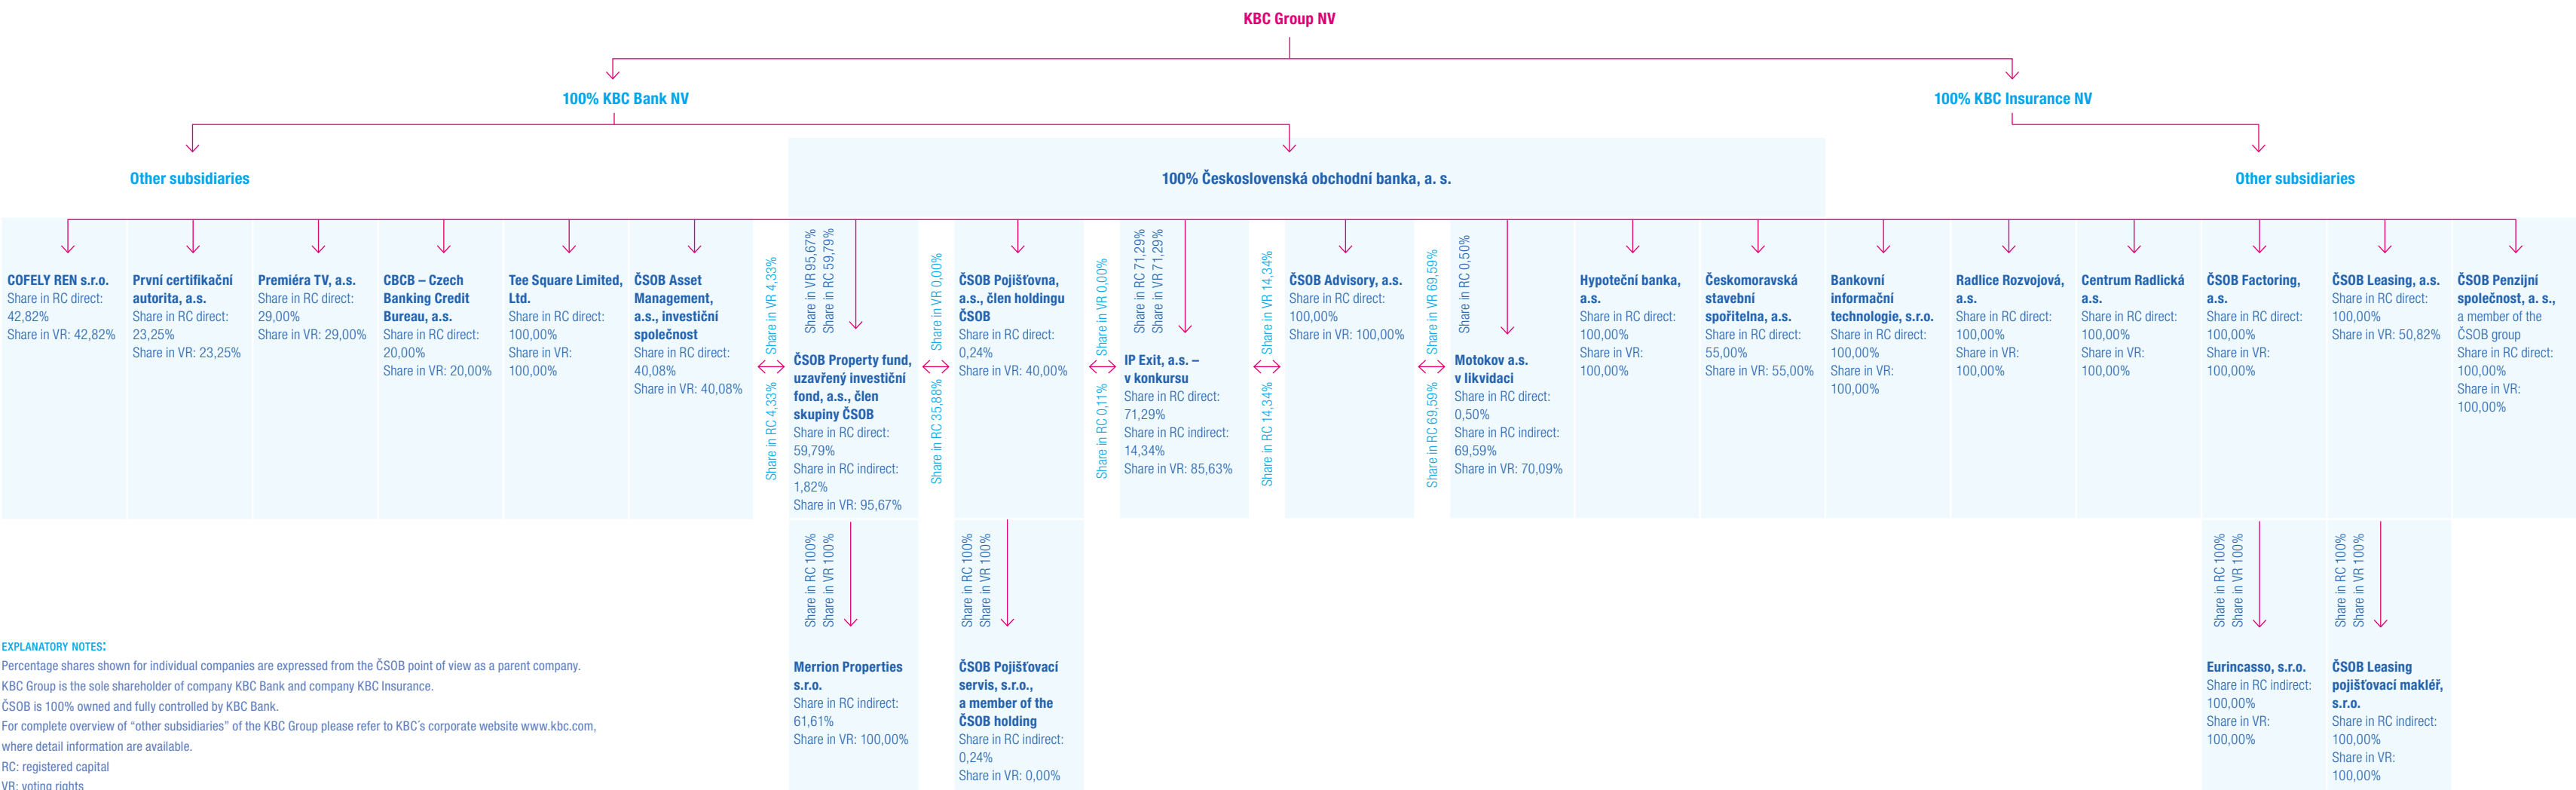 KBC Group NV
100% KBC Bank NV
100% KBC Insurance NV
Other subsidiaries
100% Československá obchodní banka, a. s.
Other subsidiaries
COFELY REN s.r.o.
Share in RC direct:
42,82%
Share in VR: 42,82%
První certifikační
autorita, a.s.
Share in RC direct:
23,25%
Share in VR: 23,25%
Premiéra TV, a.s.
Share in RC direct:
29,00%
Share in VR: 29,00%
CBCB – Czech
Banking Credit
Bureau, a.s.
Share in RC direct:
20,00%
Share in VR: 20,00%
Tee Square Limited,
Ltd.
Share in RC direct:
100,00%
Share in VR:
100,00%
ČSOB Asset
Management,
a.s., investiční
společnost
Share in RC direct:
40,08%
Share in VR: 40,08%
Share in VR 4,33%
Share in RC 4,33%
Share in VR 95,67%
Share in RC 59,79%
ČSOB Property fund,
uzavřený investiční
fond, a.s., člen
skupiny ČSOB
Share in RC direct:
59,79%
Share in RC indirect:
1,82%
Share in VR: 95,67%
Share in VR 0,00%
Share in RC 35,88%
ČSOB Pojišťovna,
a.s., člen holdingu
ČSOB
Share in RC direct:
0,24%
Share in VR: 40,00%
Share in VR 0,00%
Share in RC 0,11%
Share in RC 71,29%
Share in VR 71,29%
IP Exit, a.s. –
v konkursu
Share in RC direct:
71,29%
Share in RC indirect:
14,34%
Share in VR: 85,63%
Share in VR 14,34%
Share in RC 14,34%
ČSOB Advisory, a.s.
Share in RC direct:
100,00%
Share in VR: 100,00%
Share in VR 69,59%
Share in RC 69,59%
Share in RC 0,50%
Motokov a.s.
v likvidaci
Share in RC direct:
0,50%
Share in RC indirect:
69,59%
Share in VR: 70,09%
Hypoteční banka,
a.s.
Share in RC direct:
100,00%
Share in VR:
100,00%
Českomoravská
stavební
spořitelna, a.s.
Share in RC direct:
55,00%
Share in VR: 55,00%
Bankovní
informační
technologie, s.r.o.
Share in RC direct:
100,00%
Share in VR:
100,00%
Radlice Rozvojová,
a.s.
Share in RC direct:
100,00%
Share in VR:
100,00%
Centrum Radlická
a.s.
Share in RC direct:
100,00%
Share in VR:
100,00%
ČSOB Factoring,
a.s.
Share in RC direct:
100,00%
Share in VR:
100,00%
ČSOB Leasing, a.s.
Share in RC direct:
100,00%
Share in VR: 50,82%
ČSOB Penzijní
společnost, a. s.,
a member of the
ČSOB group
Share in RC direct:
100,00%
Share in VR:
100,00%
Share in RC 100%
Share in VR 100%
Merrion Properties
s.r.o.
Share in RC indirect:
61,61%
Share in VR: 100,00%
Share in RC 100%
Share in VR 100%
ČSOB Pojišťovací
servis, s.r.o.,
a member of the
ČSOB holding
Share in RC indirect:
0,24%
Share in VR: 0,00%
Share in RC 100%
Share in VR 100%
Eurincasso, s.r.o.
Share in RC indirect:
100,00%
Share in VR:
100,00%
Share in RC 100%
Share in VR 100%
ČSOB Leasing
pojišťovací makléř,
s.r.o.
Share in RC indirect:
100,00%
Share in VR:
100,00%
EXPLANATORY NOTES:
Percentage shares shown for individual companies are expressed from the ČSOB point of view as a parent company.
KBC Group is the sole shareholder of company KBC Bank and company KBC Insurance.
ČSOB is 100% owned and fully controlled by KBC Bank.
For complete overview of “other subsidiaries” of the KBC Group please refer to KBC´s corporate website www.kbc.com,
where detail information are available.
RC: registered capital
VR: voting rights